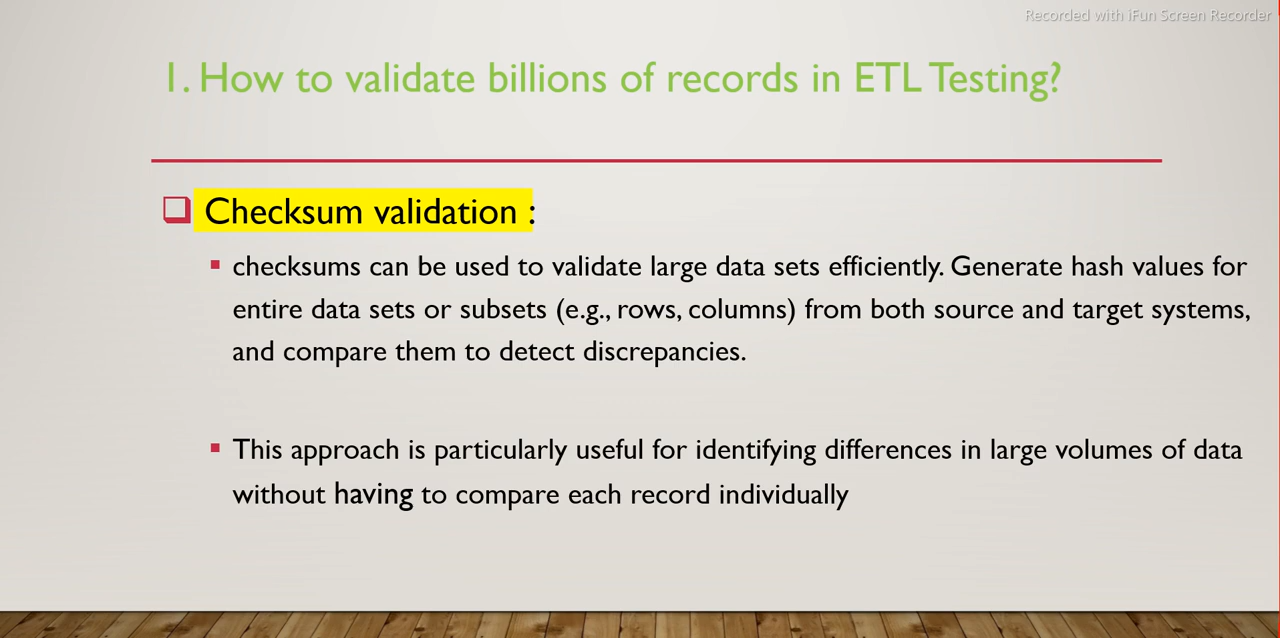 Recorded with iFun Screen Recorder
1. How to validate billions of records in ETL Testing?
Checksum validation :
checksums can be used to validate large data sets efficiently. Generate hash values for
entire data sets or subsets (e.g., rows, columns) from both source and target systems,
and compare them to detect discrepancies.
This approach is particularly useful for identifying differences in large volumes of data
without having to compare each record individually